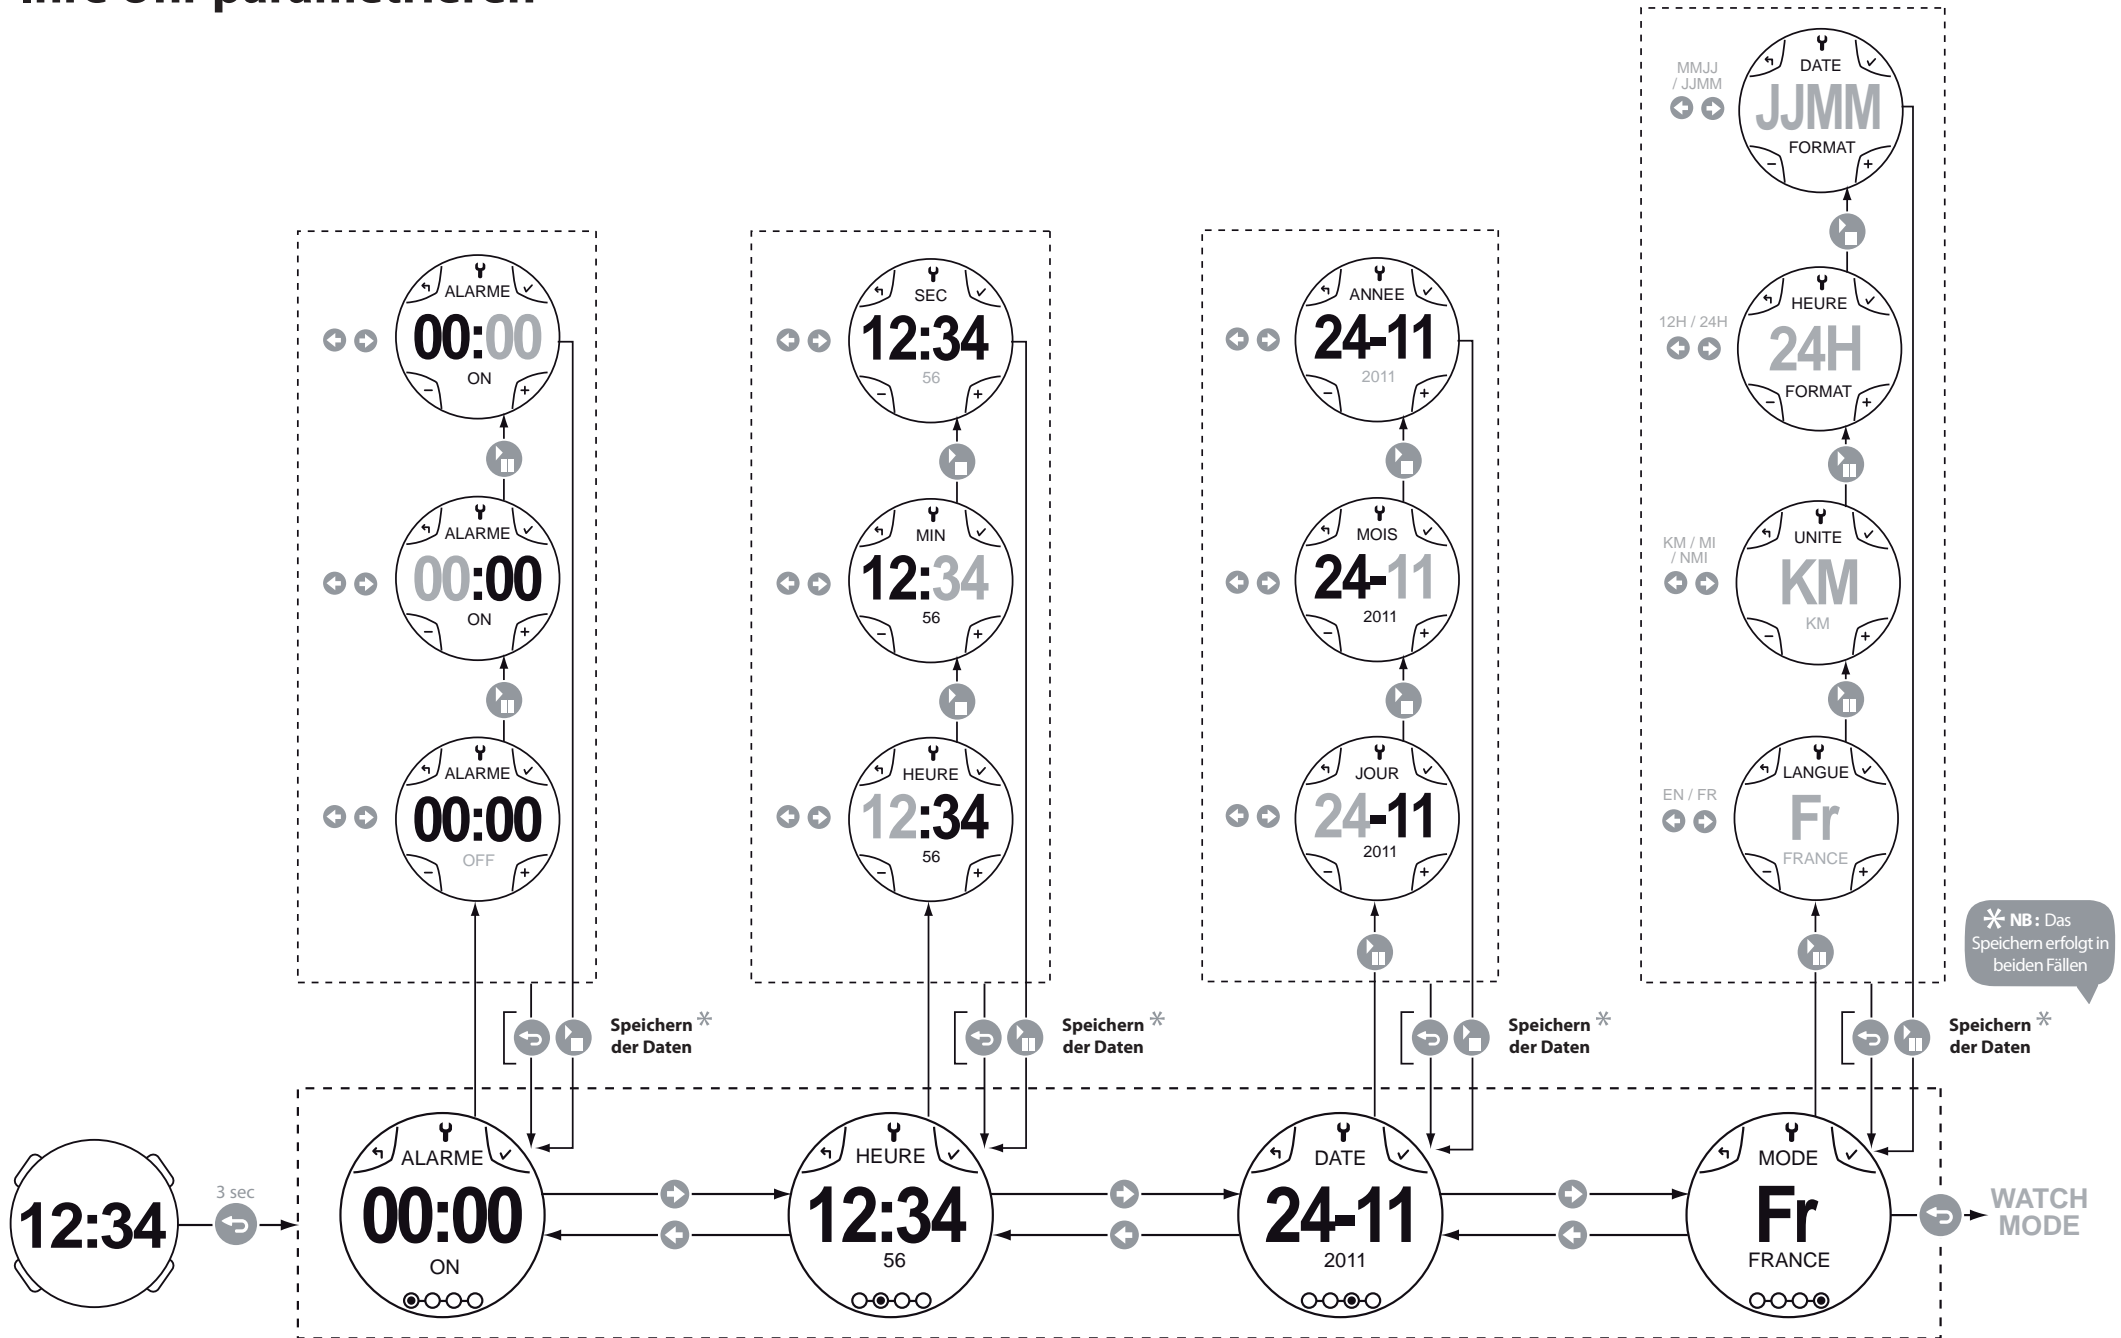 Ihre Uhr parametrieren
MMJJ
/ JJMM
DATE
JJMM
FORMAT
12H / 24H
HEURE
24H
FORMAT
KM / MI
/ NMI
UNITE
KM
KM
EN / FR
LANGUE
Fr
FRANCE
ALARME
00:00
ON
ALARME
00:00
ON
ALARME
00:00
OFF
SEC
12:34
56
MIN
12:34
56
HEURE
12:34
56
ANNEE
24-11
2011
MOIS
24-11
2011
JOUR
24-11
2011
* NB : Das
Speichern erfolgt in
beiden Fällen
Speichern *
der Daten
Speichern *
der Daten
Speichern *
der Daten
Speichern *
der Daten
12:34
3 sec
ALARME
00:00
ON
HEURE
12:34
56
DATE
24-11
2011
MODE
Fr
FRANCE
WATCH
MODE